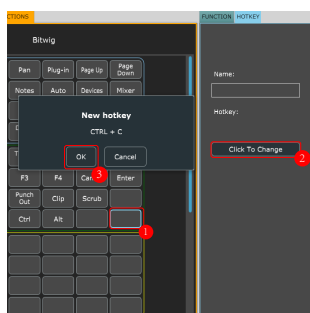 CTIONS
FUNCTION HOTKEY
Bitwig
Pan Plug-in Page Up Page Down
Notes Auto Devices Mixer
Name:
New hotkey
CTRL + C
Hotkey:
OK Cancel
Click To Change
2
3
F3 F4 Enter
Punch Out Clip Scrub
Ctrl Alt
1